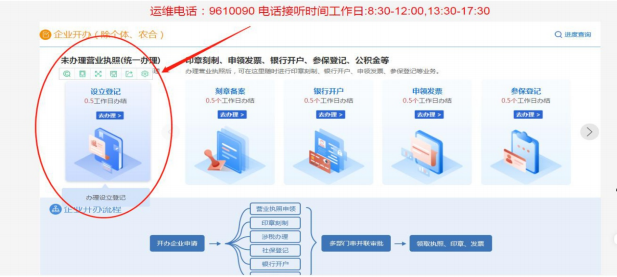 运维电话：9610090 电话接听时间工作日:8:30-12:00,13:30-17:30
企业开办（除个体、农合）
进度查询
未办理营业执照(统一办理)
印章刻制、申领发票、银行开户、参保登记、公积金等
办理营业执照后，可在这里随时进行印章刻制、银行开户、申领发票、参保登记等业务。
设立登记
0.5工作日办结
去办理 >
刻章备案
0.5个工作日办结
去办理 >
银行开户
0.5个工作日办结
去办理 >
申领发票
0.5个工作日办结
去办理 >
参保登记
0.5个工作日办结
去办理 >
办理设立登记
企业开办流程
开办企业申请
营业执照申领
印章刻制
涉税办理
社保登记
银行开户
多部门串并联审批
领取执照、印章、发票